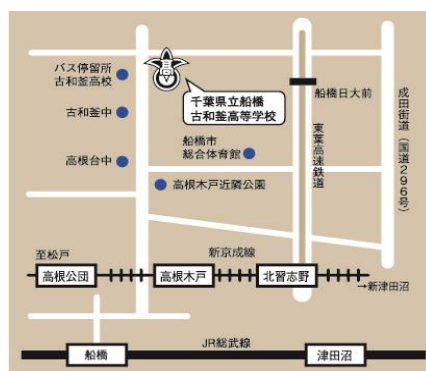 バス停留所
古和釜高校
千葉県立船橋
古和釜高等学校
船橋日大前
古和釜中
船橋市
総合体育館
高根台中
高根木戸近隣公園
東葉高速鉄道
成田街道（国道296号）
至松戸
新京成線
高根公団
高根木戸
北習志野
→新津田沼
JR総武線
船橋
津田沼